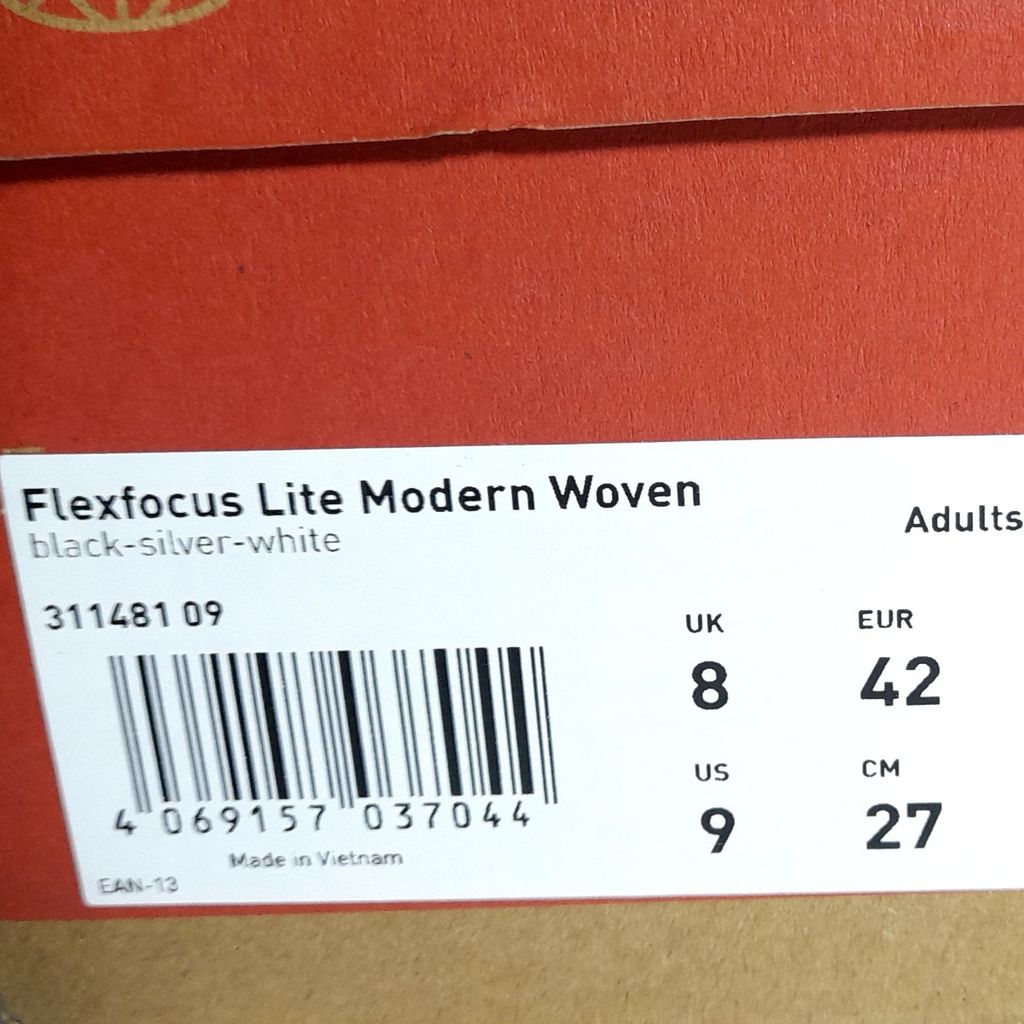 Flexfocus Lite Modern Woven
black-silver-white
Adults
311481 09
UK EUR
8 42
US CM
9 27
4 069157 037044
Made in Vietnam
EAN-13